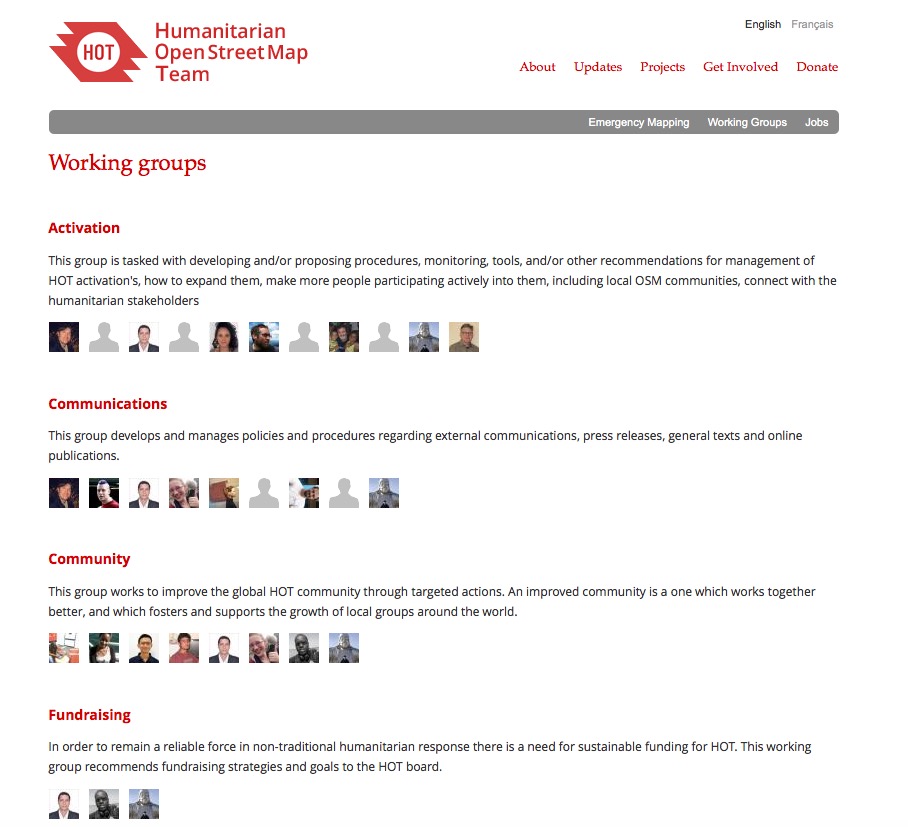 HOT
Humanitarian
OpenStreetMap
Team
English Français
About Updates Projects Get Involved Donate
Emergency Mapping Working Groups Jobs
Working groups
Activation
This group is tasked with developing and/or proposing procedures, monitoring, tools, and/or other recommendations for management of
HOT activation's, how to expand them, make more people participating actively into them, including local OSM communities, connect with the
humanitarian stakeholders
Communications
This group develops and manages policies and procedures regarding external communications, press releases, general texts and online
publications.
Community
This group works to improve the global HOT community through targeted actions. An improved community is a one which works together
better, and which fosters and supports the growth of local groups around the world.
Fundraising
In order to remain a reliable force in non-traditional humanitarian response there is a need for sustainable funding for HOT. This working
group recommends fundraising strategies and goals to the HOT board.